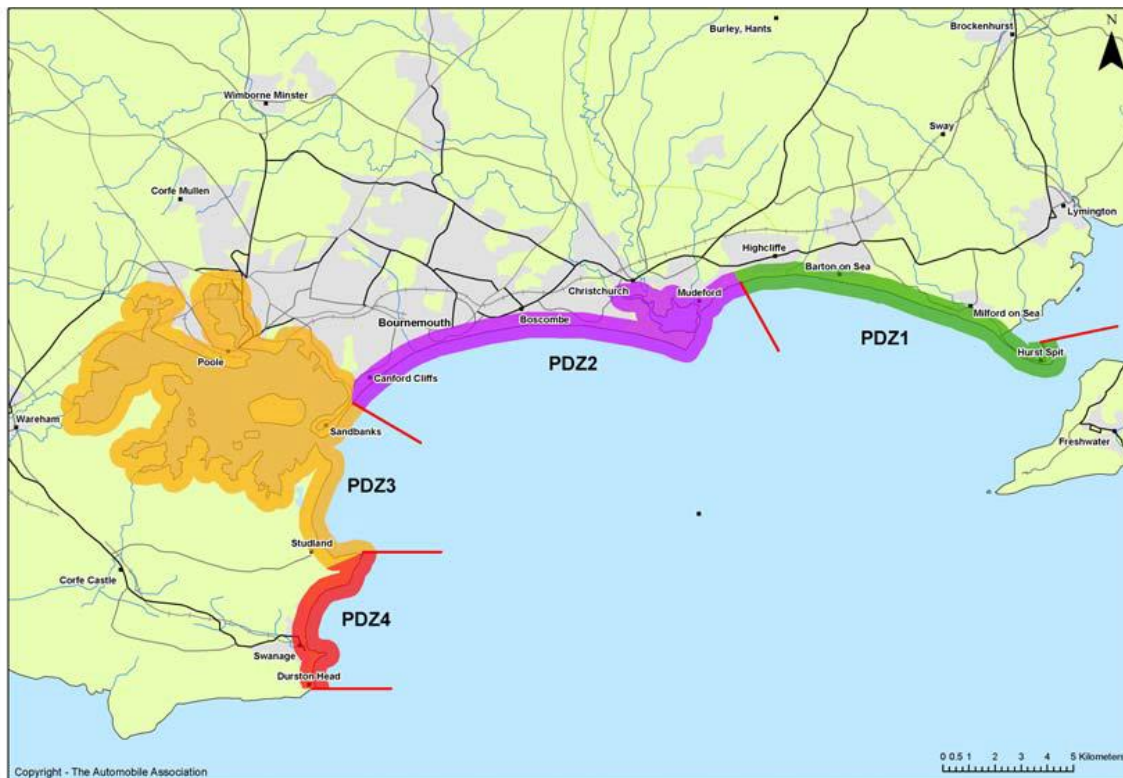 N
Burley, Hants
Brockenhurst
Wimborne Minster
Sway
Corfe Mullen
Lymington
Highcliffe
Barton on Sea
Christchurch
Mudeford
Milford on Sea
Bournemouth
Boscombe
PDZ1
Hurst Spit
Poole
PDZ2
Canford Cliffs
Wareham
Sandbanks
Freshwater
PDZ3
Studland
Corfe Castle
PDZ4
Swanage
Durston Head
0 0.5 1 2 3 4 5 Kilometers
Copyright - The Automobile Association